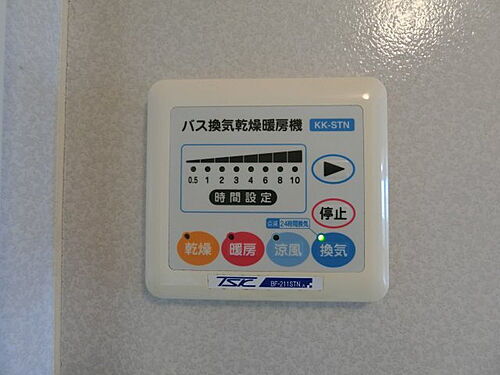 バス換気乾燥暖房機 KK-STN
0.5 1 2 3 4 6 8 10
時間設定
停止
点灯 24時間換気
乾燥 暖房 涼風 換気
TSK BF-211STN